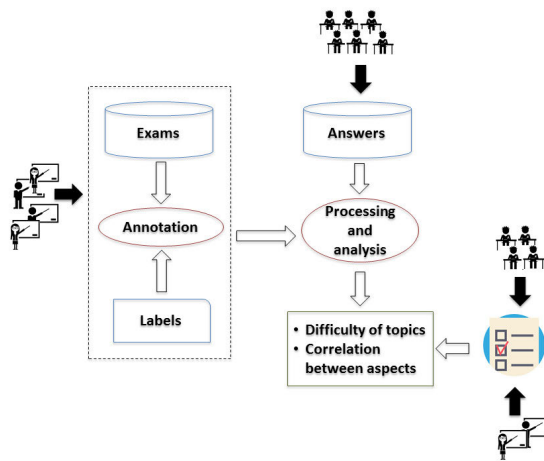 Exams
Answers
Annotation
Processing
and
analysis
Labels
• Difficulty of topics
• Correlation
between aspects